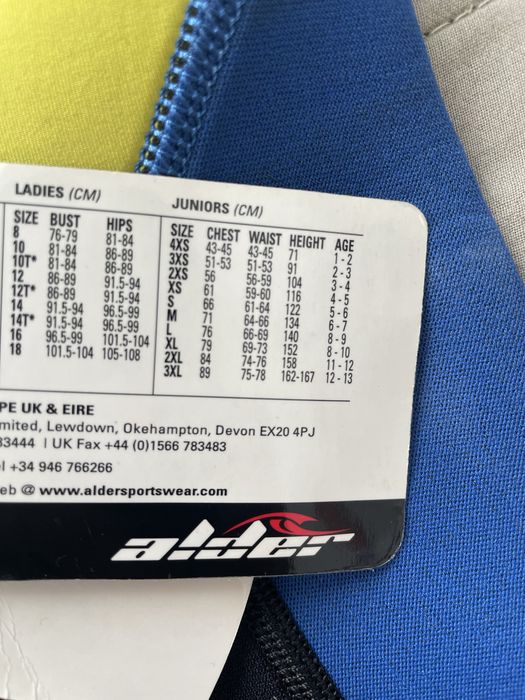 LADIES (CM)
SIZE BUST HIPS
8 76-79 81-84
10 81-84 86-89
10T* 81-84 86-89
12 86-89 91.5-94
12T* 86-89 91.5-94
14 91.5-94 96.5-99
14T* 91.5-94 96.5-99
16 96.5-99 101.5-104
18 101.5-104 105-108
JUNIORS (CM)
SIZE CHEST WAIST HEIGHT AGE
4XS 43-45 43-45 71 1-2
3XS 51-53 51-53 91 2-3
2XS 56 56-59 104 3-4
XS 61 59-60 116 4-5
S 66 61-64 122 5-6
M 71 64-66 134 6-7
L 76 66-69 140 8-9
XL 79 69-73 152 8-10
2XL 84 74-76 158 11-12
3XL 89 75-78 162-167 12-13
PE UK & EIRE
mited, Lewdown, Okehampton, Devon EX20 4PJ
33444 | UK Fax +44 (0)1566 783483
el +34 946 766266
eb @ www.aldersportswear.com
alder